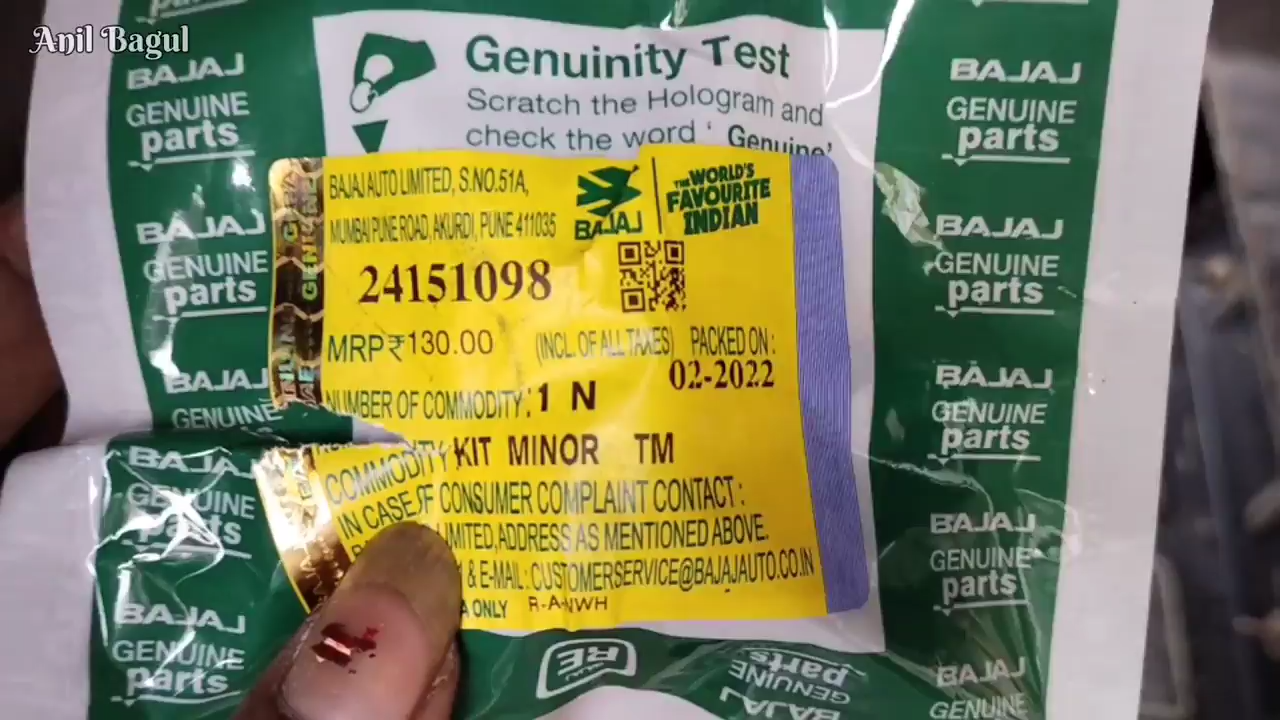 Anil Bagul
Genuinity Test
Scratch the Hologram and
check the word ‘ Genuine’
BAJAJ AUTO LIMITED, S.NO.51A,
MUMBAI PUNE ROAD, AKURDI, PUNE 411035
BAJAJ
THE WORLD'S
FAVOURITE
INDIAN
24151098
MRP ₹130.00 (INCL. OF ALL TAXES) PACKED ON :
02-2022
NUMBER OF COMMODITY: 1 N
COMMODITY KIT MINOR TM
IN CASE OF CONSUMER COMPLAINT CONTACT :
LIMITED, ADDRESS AS MENTIONED ABOVE.
& E-MAIL : CUSTOMERSERVICE@BAJAJAUTO.CO.IN
ONLY R-A-NWH
BAJAJ
GENUINE
parts
BAJAJ
GENUINE
parts
BAJAJ
GENUINE
BAJAJ
GENUINE
parts
BAJAJ
GENUINE
parts
BAJAJ
GENUINE
parts
BAJAJ
GENUINE
parts
BAJAJ
GENUINE
parts
BAJAJ
GENUINE
parts
BAJAJ
GENUINE
RE
parts
GENUINE
BAJAJ